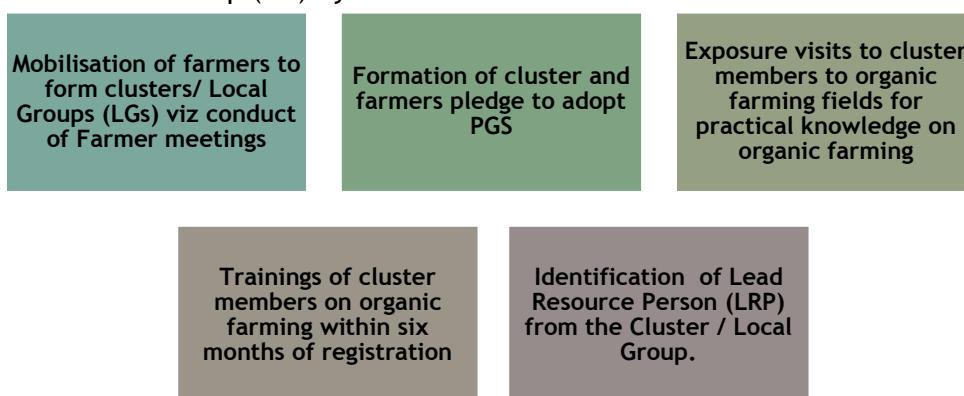 Mobilisation of farmers to
form clusters/ Local
Groups (LGs) viz conduct
of Farmer meetings
Formation of cluster and
farmers pledge to adopt
PGS
Exposure visits to cluster
members to organic
farming fields for
practical knowledge on
organic farming
Trainings of cluster
members on organic
farming within six
months of registration
Identification of Lead
Resource Person (LRP)
from the Cluster / Local
Group.